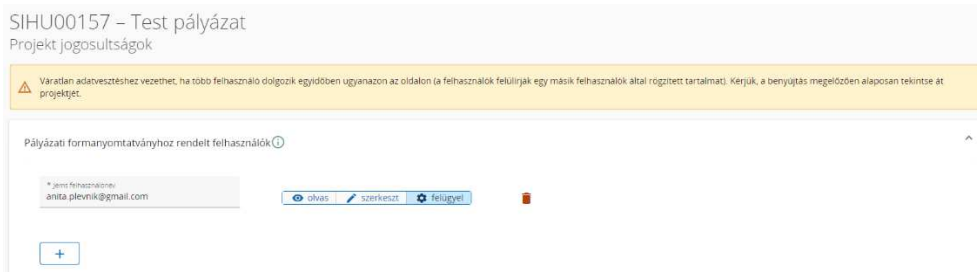 SIHU00157 – Test pályázat
Projekt jogosultságok
Váratlan adatvesztéshez vezethet, ha több felhasználó dolgozik egyidőben ugyanazon az oldalon (a felhasználók felülírják egy másik felhasználók által rögzített tartalmat). Kérjük, a benyújtás megelőzően alaposan tekintse át
projektjét.
Pályázati formanyomtatványhoz rendelt felhasználók
* Jems felhasználónév
anita.plevnik@gmail.com
olvas szerkeszt felügyel